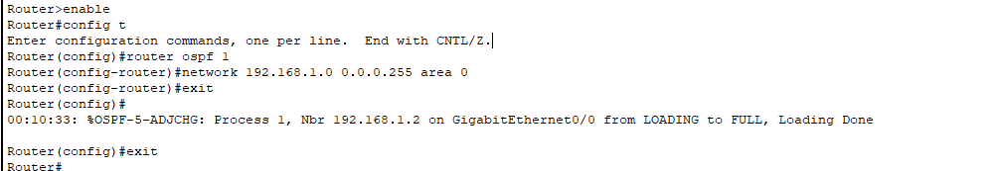 Router>enable
Router#config t
Enter configuration commands, one per line.  End with CNTL/Z.
Router(config)#router ospf 1
Router(config-router)#network 192.168.1.0 0.0.0.255 area 0
Router(config-router)#exit
Router(config)#
00:10:33: %OSPF-5-ADJCHG: Process 1, Nbr 192.168.1.2 on GigabitEthernet0/0 from LOADING to FULL, Loading Done
Router(config)#exit
Router#